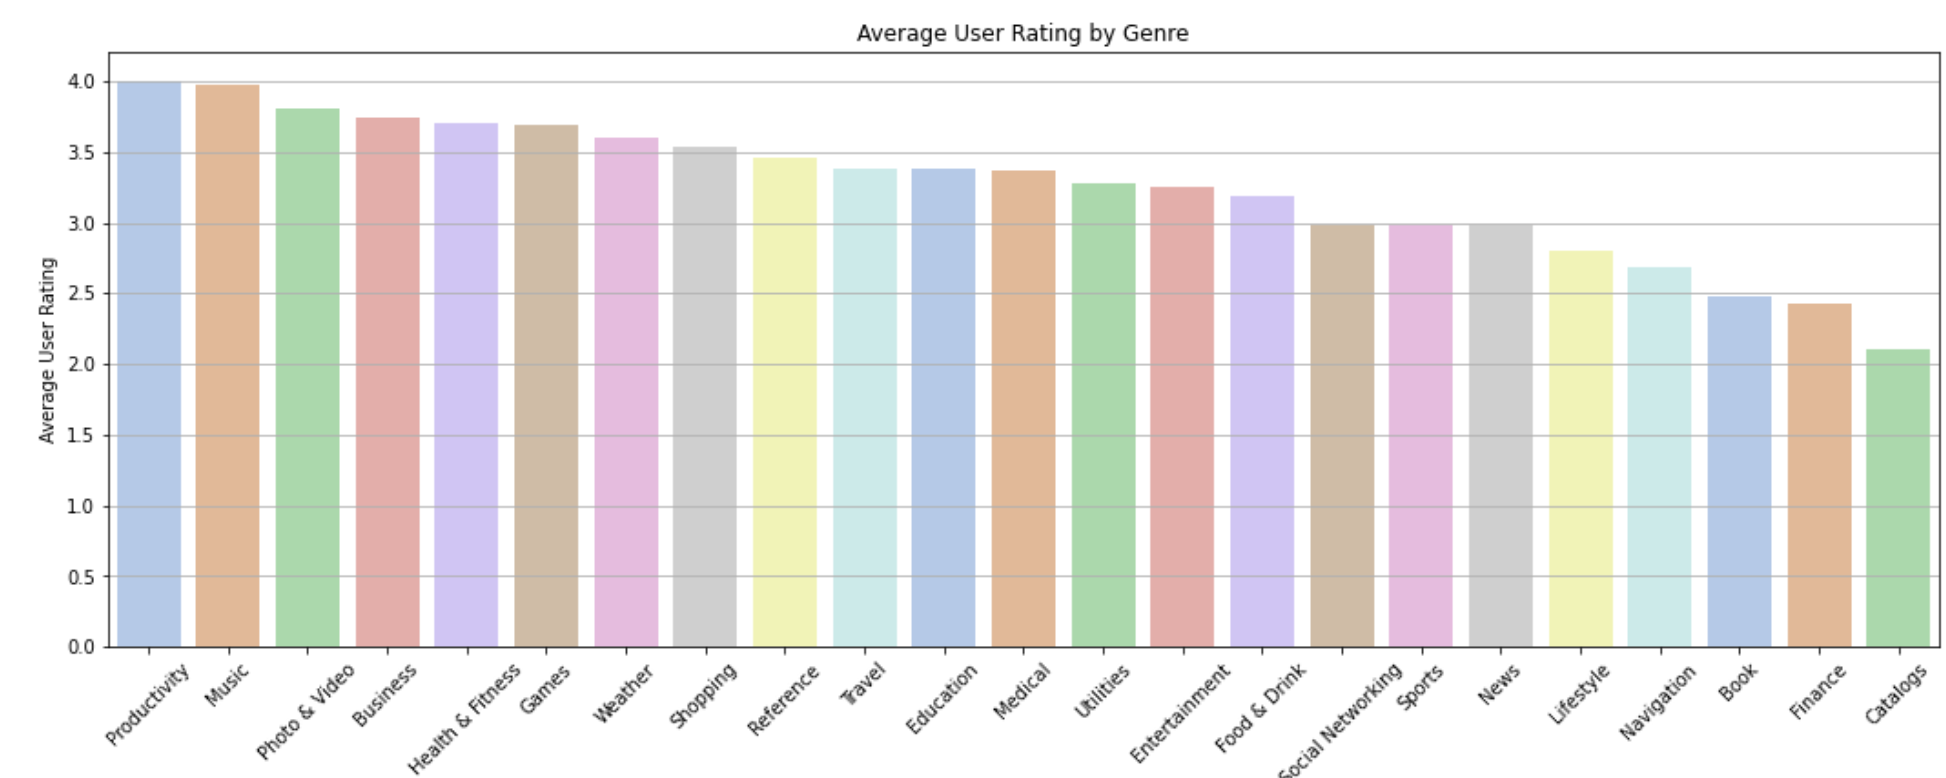 Average User Rating by Genre
Average User Rating
4.0
3.5
3.0
2.5
2.0
1.5
1.0
0.5
0.0
Productivity
Music
Photo & Video
Business
Health & Fitness
Games
Weather
Shopping
Reference
Travel
Education
Medical
Utilities
Entertainment
Food & Drink
Social Networking
Sports
News
Lifestyle
Navigation
Book
Finance
Catalogs